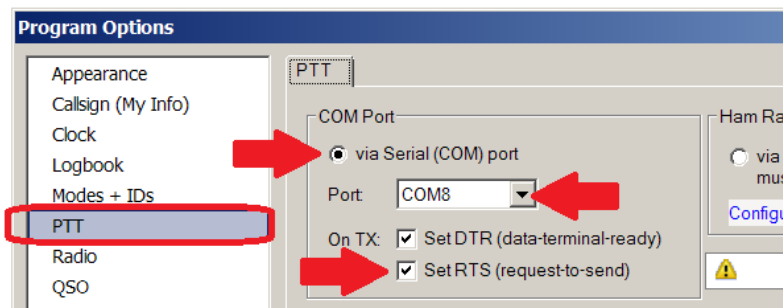 Program Options
Appearance
Callsign (My Info)
Clock
Logbook
Modes + IDs
PTT
Radio
QSO
PTT
COM Port
via Serial (COM) port
Port: COM8
On TX: Set DTR (data-terminal-ready)
Set RTS (request-to-send)
Ham Ra
via
mus
Configu